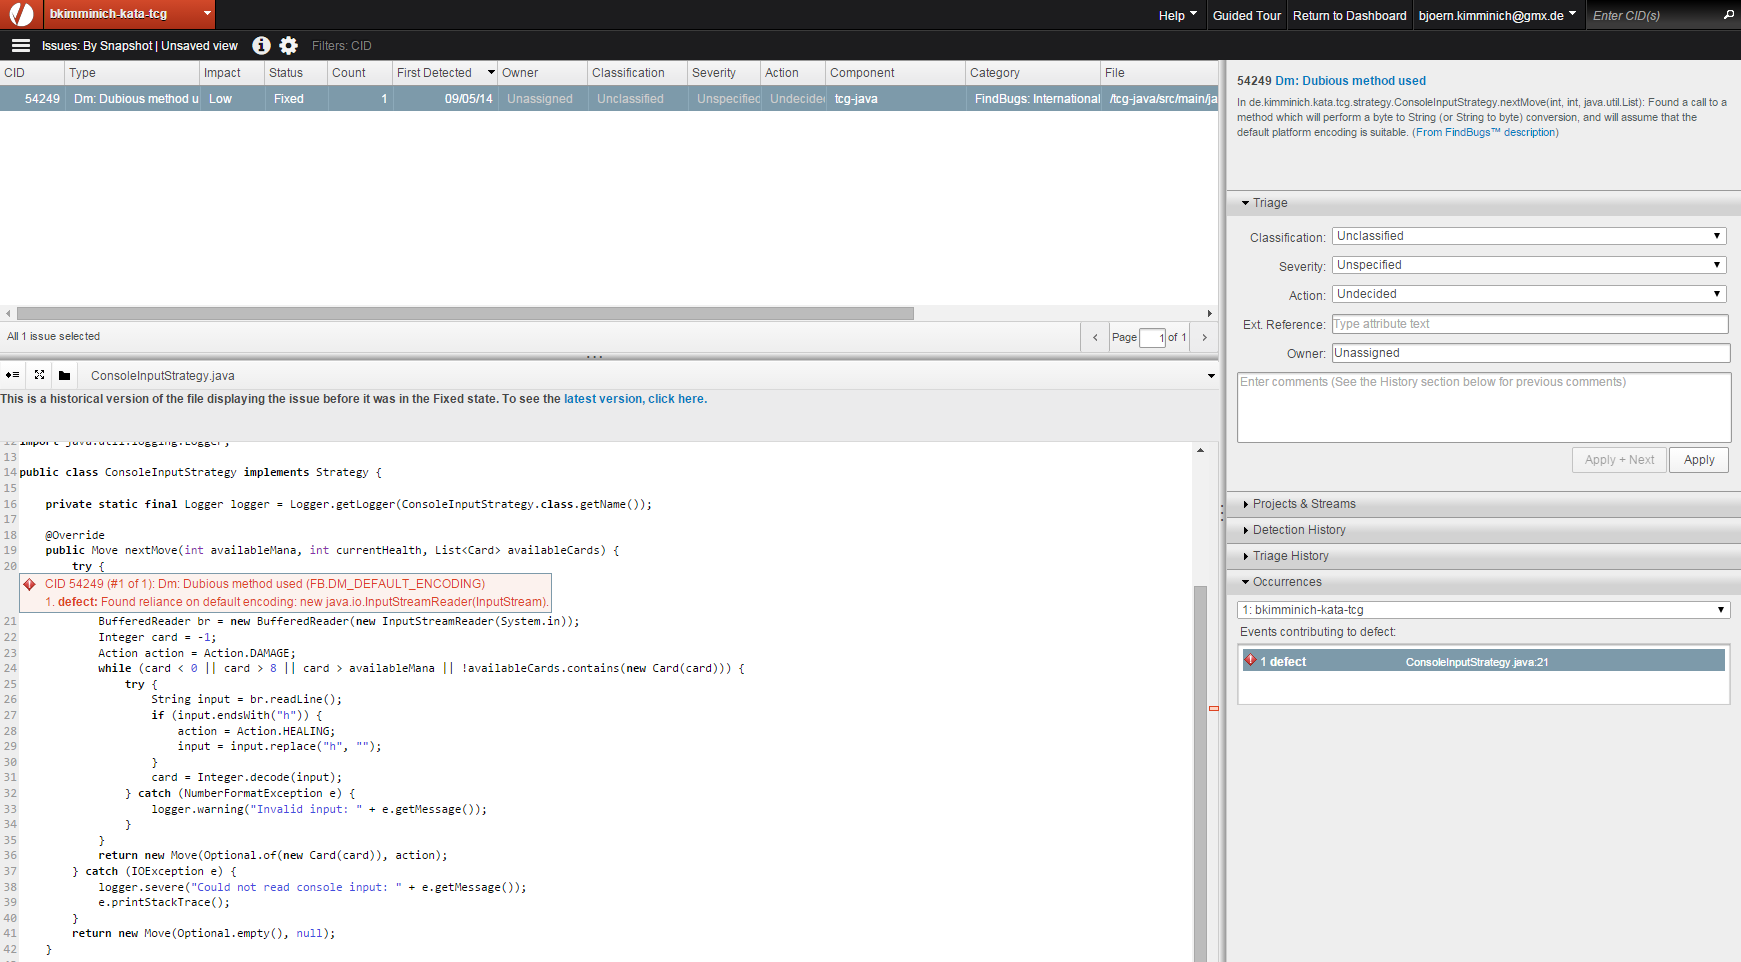 bkimminich-kata-tcg
Help Guided Tour Return to Dashboard bjoern.kimminich@gmx.de Enter CID(s)
Issues: By Snapshot | Unsaved view Filters: CID
CID Type Impact Status Count First Detected Owner Classification Severity Action Component Category File
54249 Dm: Dubious method u Low Fixed 1 09/05/14 Unassigned Unclassified Unspecified Undecided tcg-java FindBugs: International /tcg-java/src/main/ja
All 1 issue selected
Page 1 of 1
ConsoleInputStrategy.java
This is a historical version of the file displaying the issue before it was in the Fixed state. To see the latest version, click here.
12 import java.util.logging.Logger;
13
14 public class ConsoleInputStrategy implements Strategy {
15
16 private static final Logger logger = Logger.getLogger(ConsoleInputStrategy.class.getName());
17
18 @Override
19 public Move nextMove(int availableMana, int currentHealth, List<Card> availableCards) {
20 try {
CID 54249 (#1 of 1): Dm: Dubious method used (FB.DM_DEFAULT_ENCODING)
1. defect: Found reliance on default encoding: new java.io.InputStreamReader(InputStream).
21 BufferedReader br = new BufferedReader(new InputStreamReader(System.in));
22 Integer card = -1;
23 Action action = Action.DAMAGE;
24 while (card < 0 || card > 8 || card > availableMana || !availableCards.contains(new Card(card))) {
25 try {
26 String input = br.readLine();
27 if (input.endsWith("h")) {
28 action = Action.HEALING;
29 input = input.replace("h", "");
30 }
31 card = Integer.decode(input);
32 } catch (NumberFormatException e) {
33 logger.warning("Invalid input: " + e.getMessage());
34 }
35 }
36 return new Move(Optional.of(new Card(card)), action);
37 } catch (IOException e) {
38 logger.severe("Could not read console input: " + e.getMessage());
39 e.printStackTrace();
40 }
41 return new Move(Optional.empty(), null);
42 }
54249 Dm: Dubious method used
In de.kimminich.kata.tcg.strategy.ConsoleInputStrategy.nextMove(int, int, java.util.List): Found a call to a
method which will perform a byte to String (or String to byte) conversion, and will assume that the
default platform encoding is suitable. (From FindBugs™ description)
Triage
Classification: Unclassified
Severity: Unspecified
Action: Undecided
Ext. Reference: Type attribute text
Owner: Unassigned
Enter comments (See the History section below for previous comments)
Apply + Next Apply
Projects & Streams
Detection History
Triage History
Occurrences
1: bkimminich-kata-tcg
Events contributing to defect:
1 defect ConsoleInputStrategy.java:21